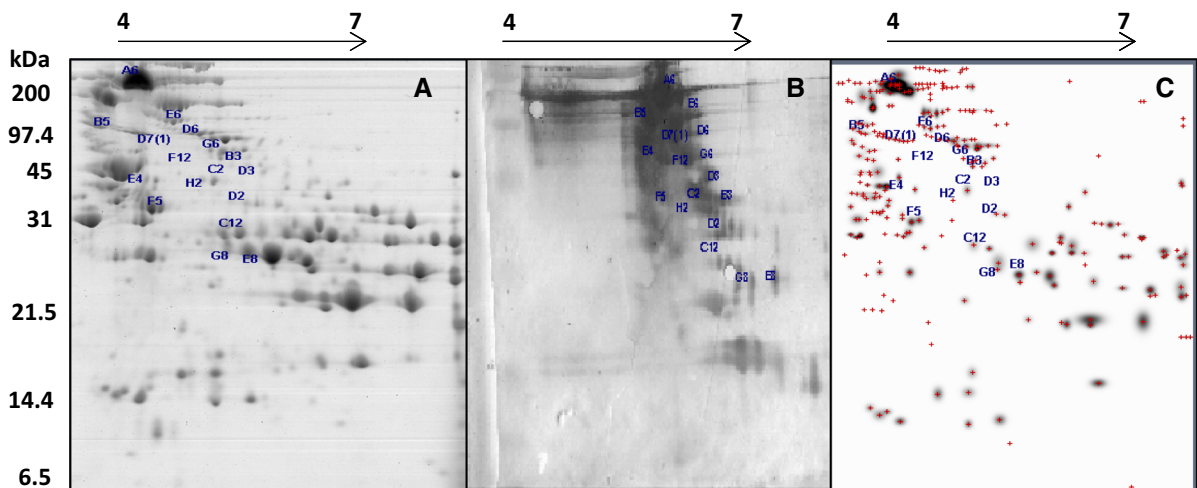 4 7 4 7 4 7
kDa
200
97.4
45
31
21.5
14.4
6.5
A
A6
B5
E6
D6
D7(1)
G6
F12
B3
C2
D3
E4
H2
D2
F5
C12
G8 E8
B
A6
B5
B3
D7(1)
D6
E4
F12
G6
D3
F5
C2
E3
H2
D2
C12
G8 E8
C
A6
B5
E6
D7(1)
D6
G6
F12
B3
C2
D3
E4
H2
D2
F5
C12
G8 E8